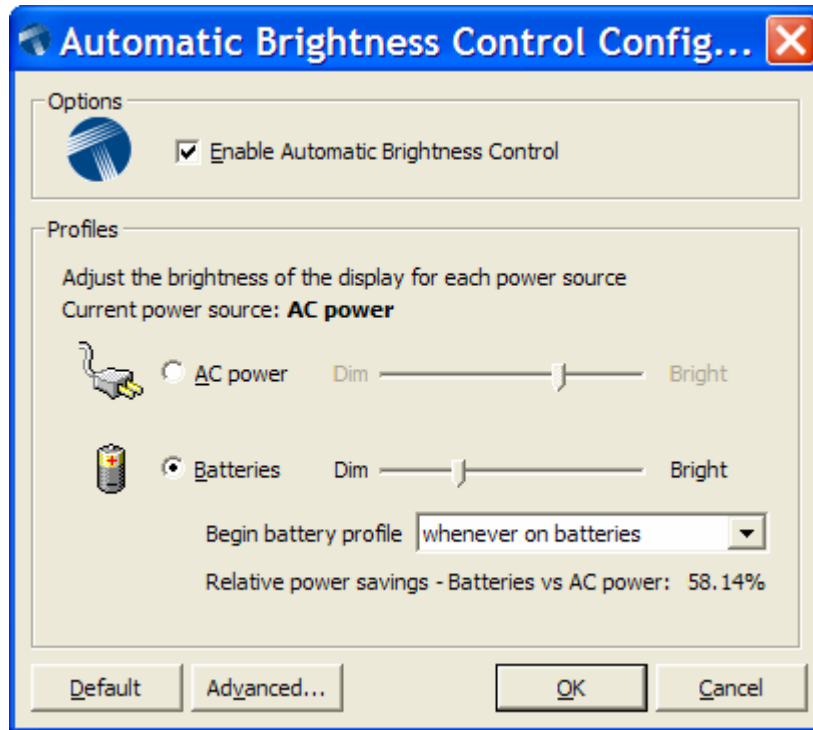 Automatic Brightness Control Config...
Options
Enable Automatic Brightness Control
Profiles
Adjust the brightness of the display for each power source
Current power source: AC power
AC power Dim Bright
Batteries Dim Bright
Begin battery profile whenever on batteries
Relative power savings - Batteries vs AC power: 58.14%
Default Advanced... OK Cancel